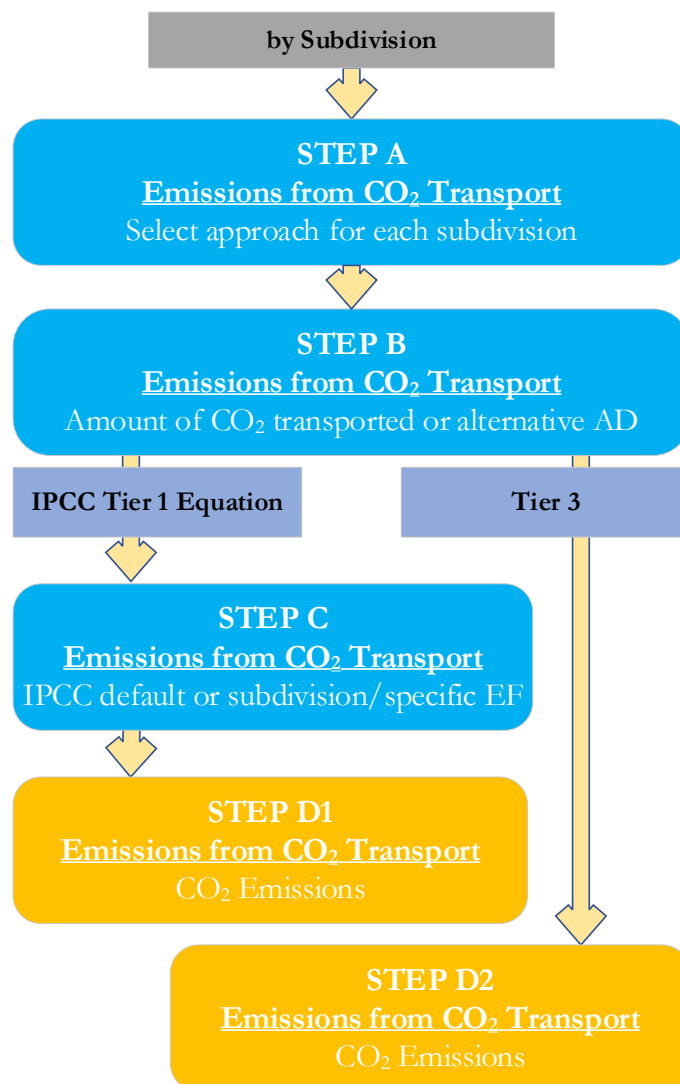 by Subdivision
STEP A
Emissions from CO₂ Transport
Select approach for each subdivision
STEP B
Emissions from CO₂ Transport
Amount of CO₂ transported or alternative AD
IPCC Tier 1 Equation
Tier 3
STEP C
Emissions from CO₂ Transport
IPCC default or subdivision/specific EF
STEP D1
Emissions from CO₂ Transport
CO₂ Emissions
STEP D2
Emissions from CO₂ Transport
CO₂ Emissions